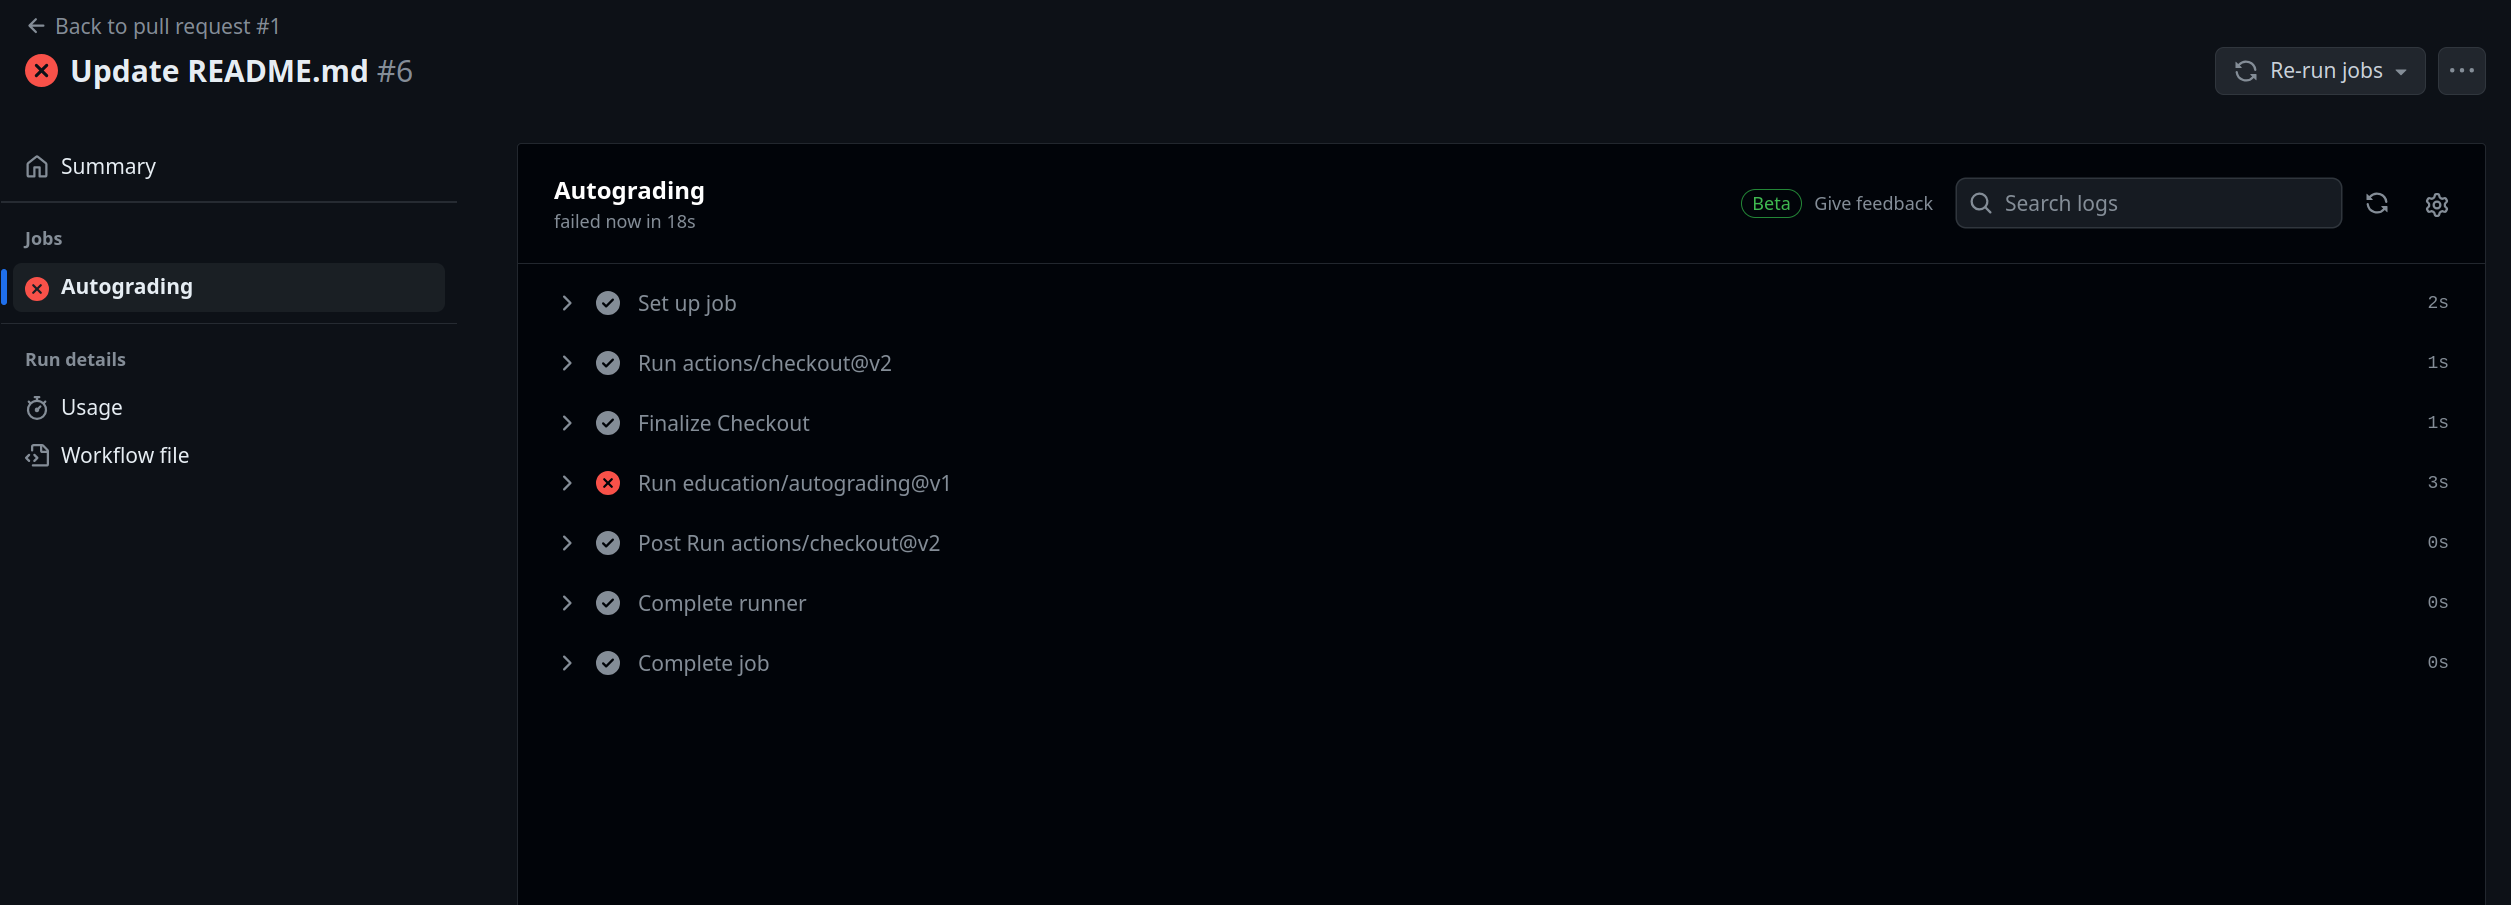 Back to pull request #1
Update README.md #6
Re-run jobs
Summary
Jobs
Autograding
Run details
Usage
Workflow file
Autograding
failed now in 18s
Beta Give feedback
Search logs
Set up job 2s
Run actions/checkout@v2 1s
Finalize Checkout 1s
Run education/autograding@v1 3s
Post Run actions/checkout@v2 0s
Complete runner 0s
Complete job 0s